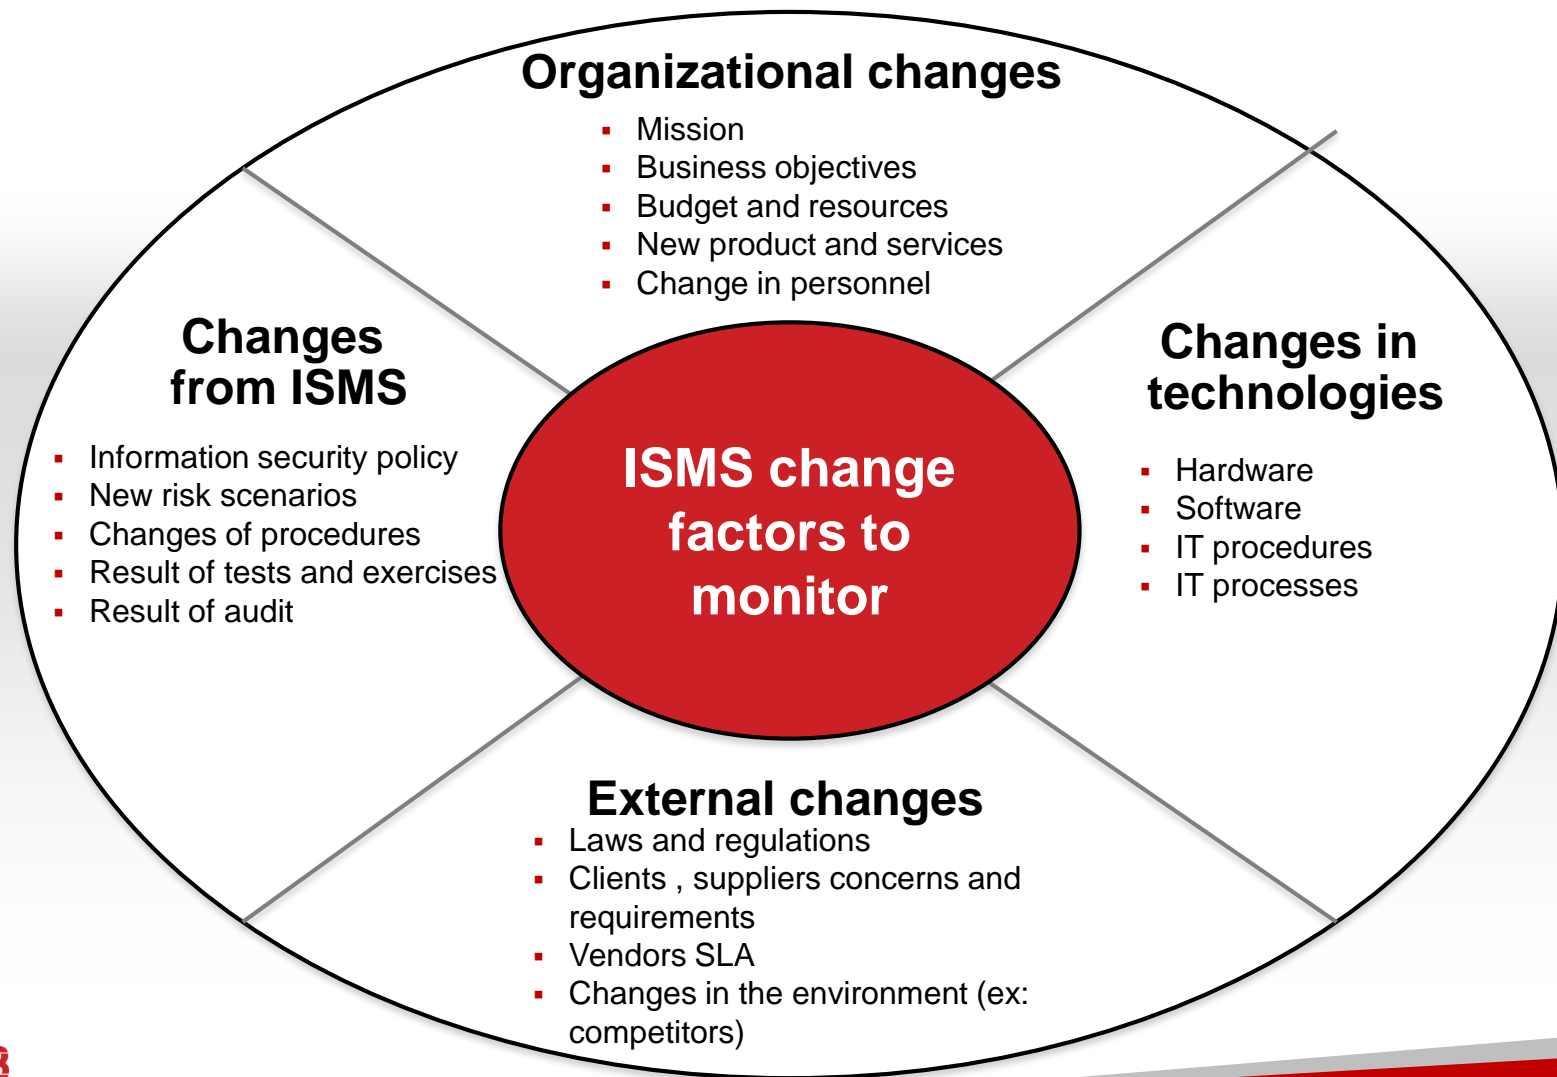 Organizational changes
▪ Mission
▪ Business objectives
▪ Budget and resources
▪ New product and services
▪ Change in personnel
Changes
from ISMS
▪ Information security policy
▪ New risk scenarios
▪ Changes of procedures
▪ Result of tests and exercises
▪ Result of audit
ISMS change
factors to
monitor
Changes in
technologies
▪ Hardware
▪ Software
▪ IT procedures
▪ IT processes
External changes
▪ Laws and regulations
▪ Clients , suppliers concerns and
requirements
▪ Vendors SLA
▪ Changes in the environment (ex:
competitors)